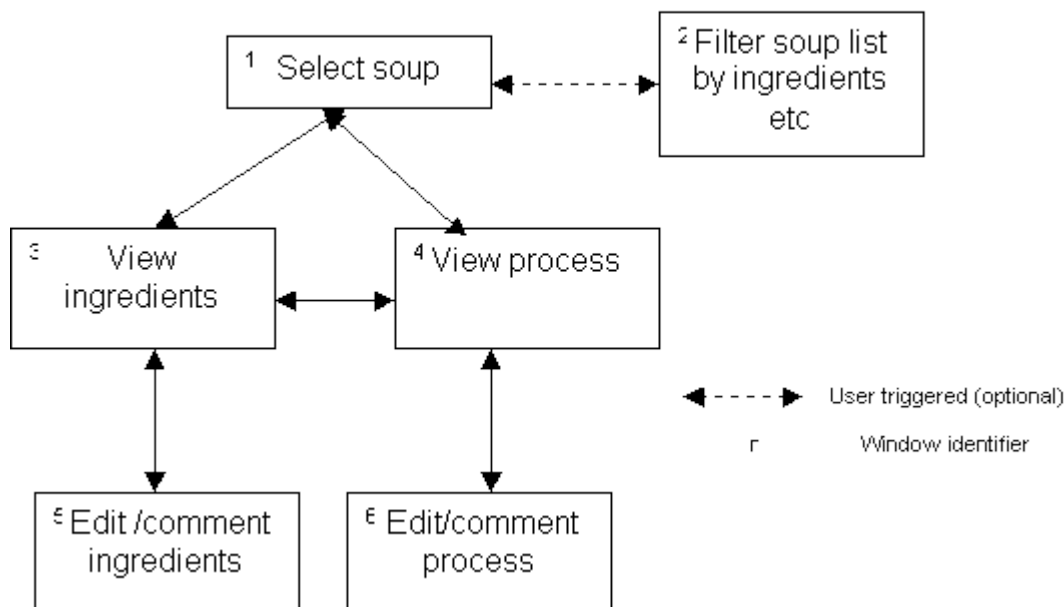 1 Select soup
2 Filter soup list
by ingredients
etc
3 View
ingredients
4 View process
User triggered (optional)
n Window identifier
5 Edit /comment
ingredients
6 Edit/comment
process